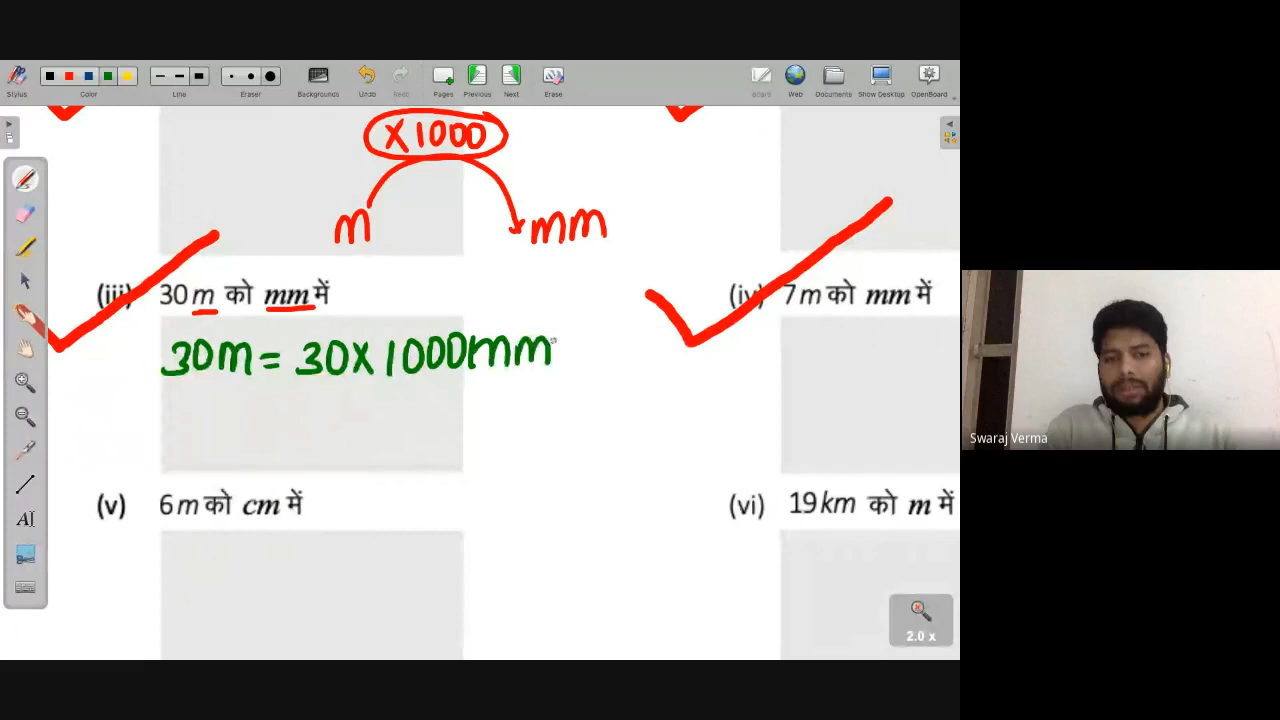 Stylus Color Line Eraser Backgrounds Undo Redo Pages Previous Next Erase Board Web Documents Show Desktop OpenBoard
X1000
m mm
(iii) 30 m को mm में
(iv) 7 m को mm में
30m = 30 X 1000mm
Swaraj Verma
(v) 6 m को cm में
(vi) 19 km को m में
2.0 x